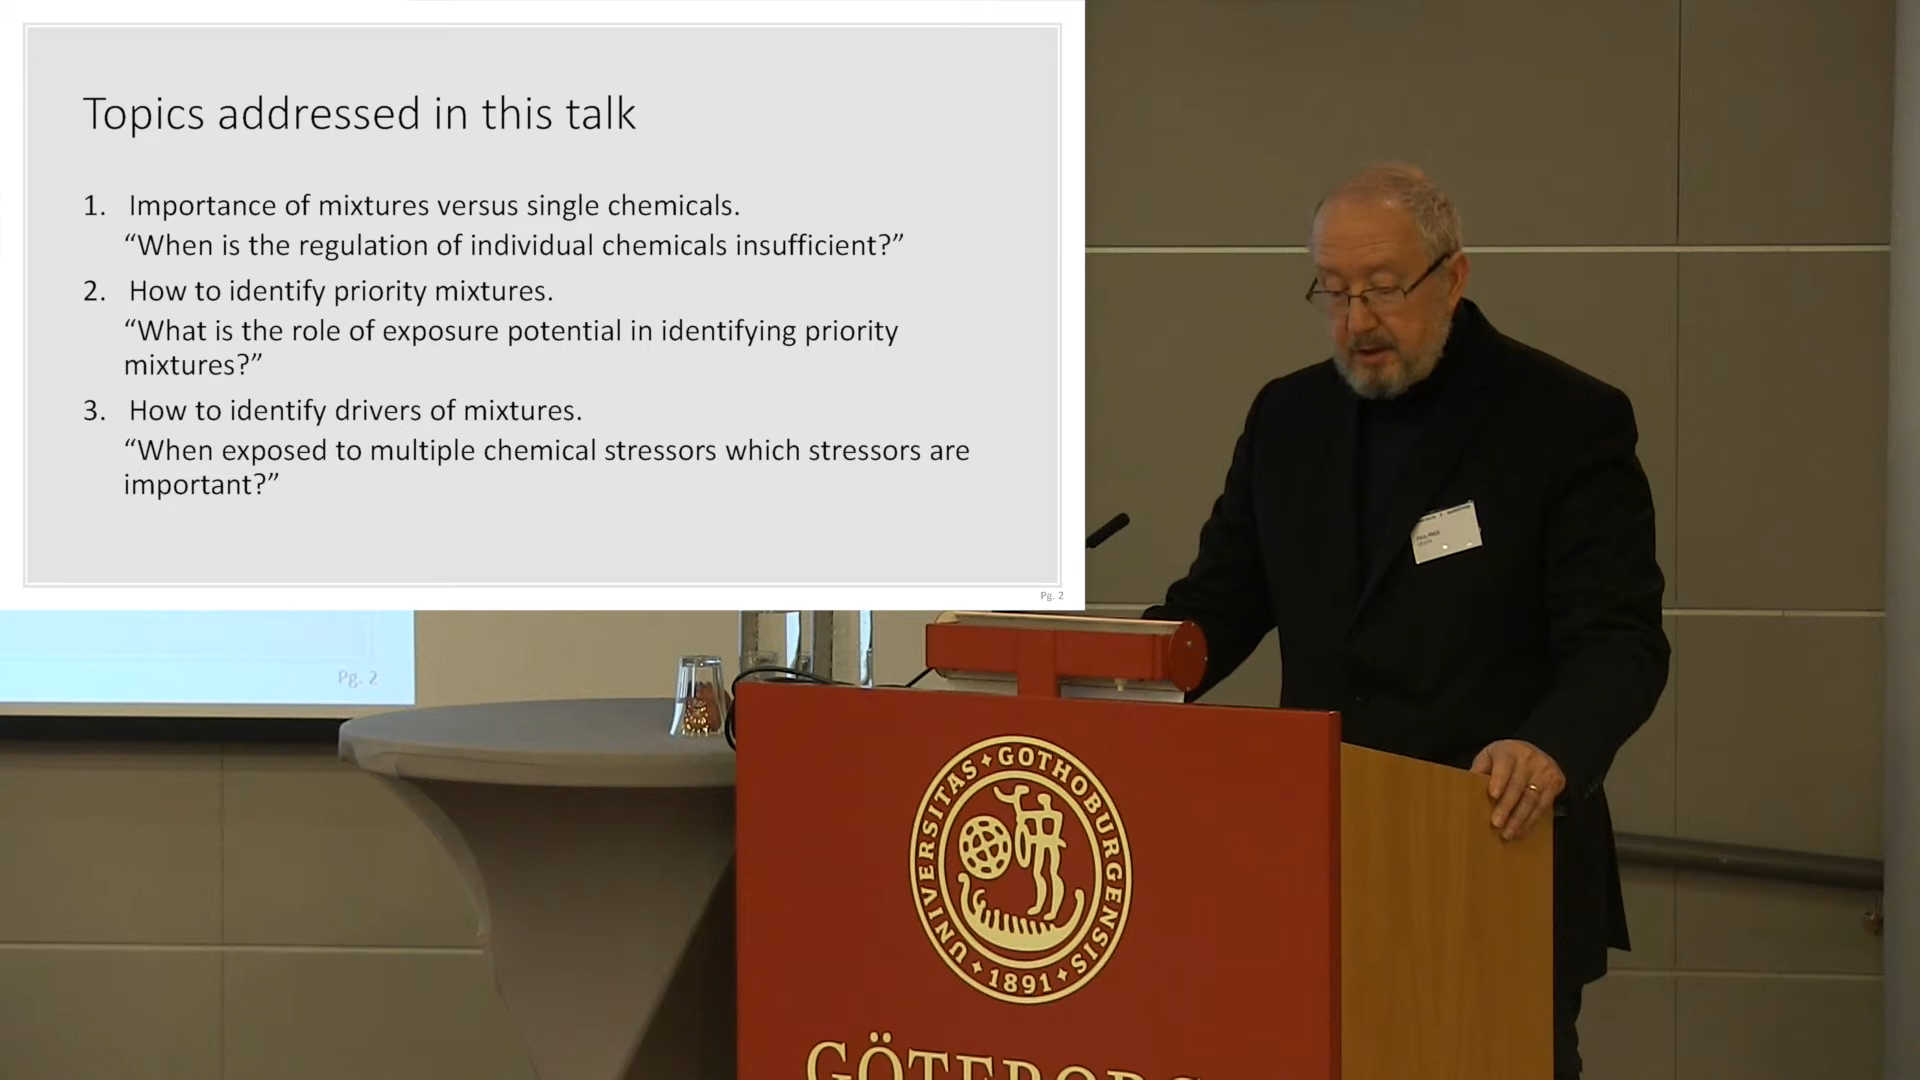 Topics addressed in this talk
1. Importance of mixtures versus single chemicals.
“When is the regulation of individual chemicals insufficient?”
2. How to identify priority mixtures.
“What is the role of exposure potential in identifying priority
mixtures?”
3. How to identify drivers of mixtures.
“When exposed to multiple chemical stressors which stressors are
important?”
Pg. 2
Pg. 2
UNIVERSITAS GOTHOBURGENSIS
1891